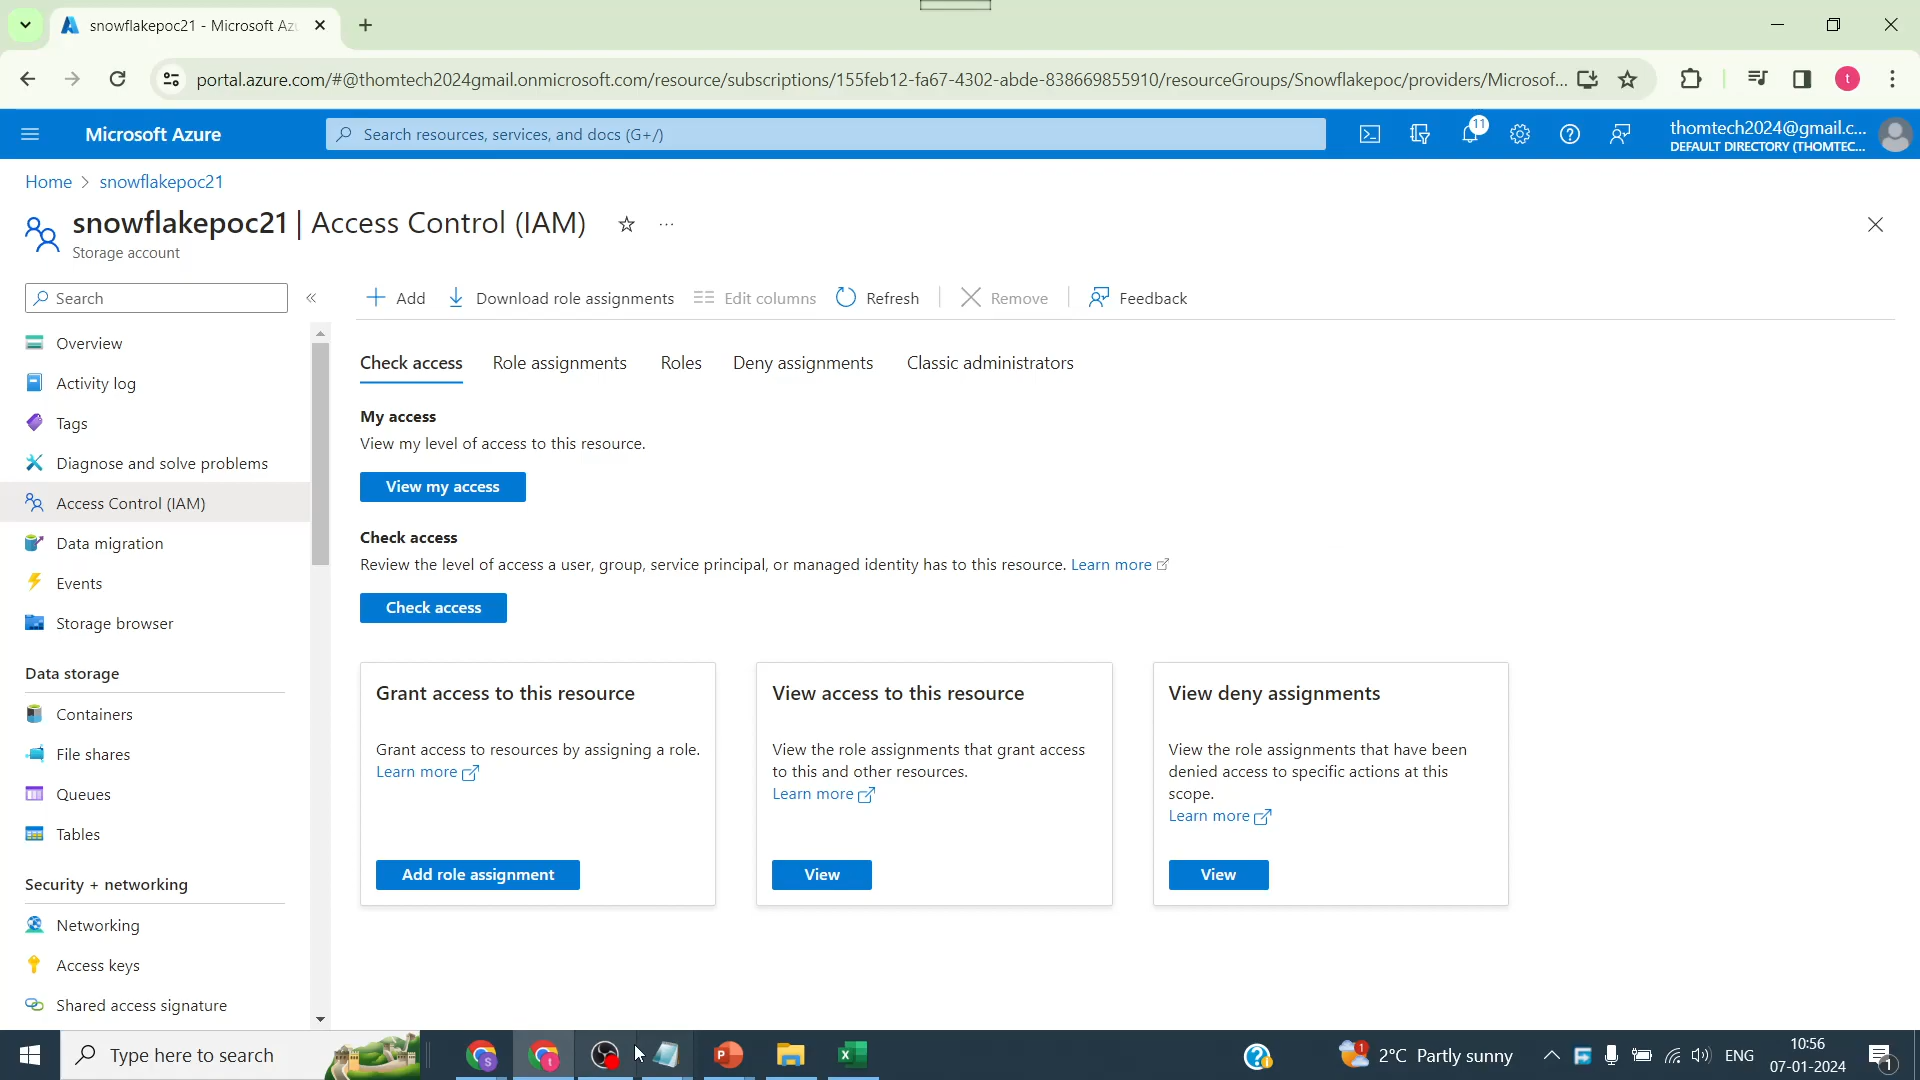 snowflakepoc21 - Microsoft Az
portal.azure.com/#@thomtech2024gmail.onmicrosoft.com/resource/subscriptions/155feb12-fa67-4302-abde-838669855910/resourceGroups/Snowflakepoc/providers/Microsof...
t
Microsoft Azure
Search resources, services, and docs (G+/)
11
thomtech2024@gmail.c...
DEFAULT DIRECTORY (THOMTEC...
Home > snowflakepoc21
snowflakepoc21 | Access Control (IAM)
Storage account
Search
Add
Download role assignments
Edit columns
Refresh
Remove
Feedback
Overview
Activity log
Tags
Diagnose and solve problems
Access Control (IAM)
Data migration
Events
Storage browser
Data storage
Containers
File shares
Queues
Tables
Security + networking
Networking
Access keys
Shared access signature
Check access
Role assignments
Roles
Deny assignments
Classic administrators
My access
View my level of access to this resource.
View my access
Check access
Review the level of access a user, group, service principal, or managed identity has to this resource. Learn more
Check access
Grant access to this resource
Grant access to resources by assigning a role.
Learn more
Add role assignment
View access to this resource
View the role assignments that grant access
to this and other resources.
Learn more
View
View deny assignments
View the role assignments that have been
denied access to specific actions at this
scope.
Learn more
View
Type here to search
S
t
P
X
2°C Partly sunny
1
ENG
10:56
07-01-2024
1